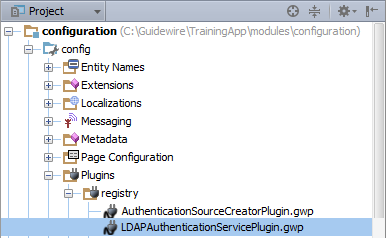 Project
configuration (C:\Guidewire\TrainingApp\modules\configuration)
config
Entity Names
Extensions
Localizations
Messaging
Metadata
Page Configuration
Plugins
registry
AuthenticationSourceCreatorPlugin.gwp
LDAPAuthenticationServicePlugin.gwp